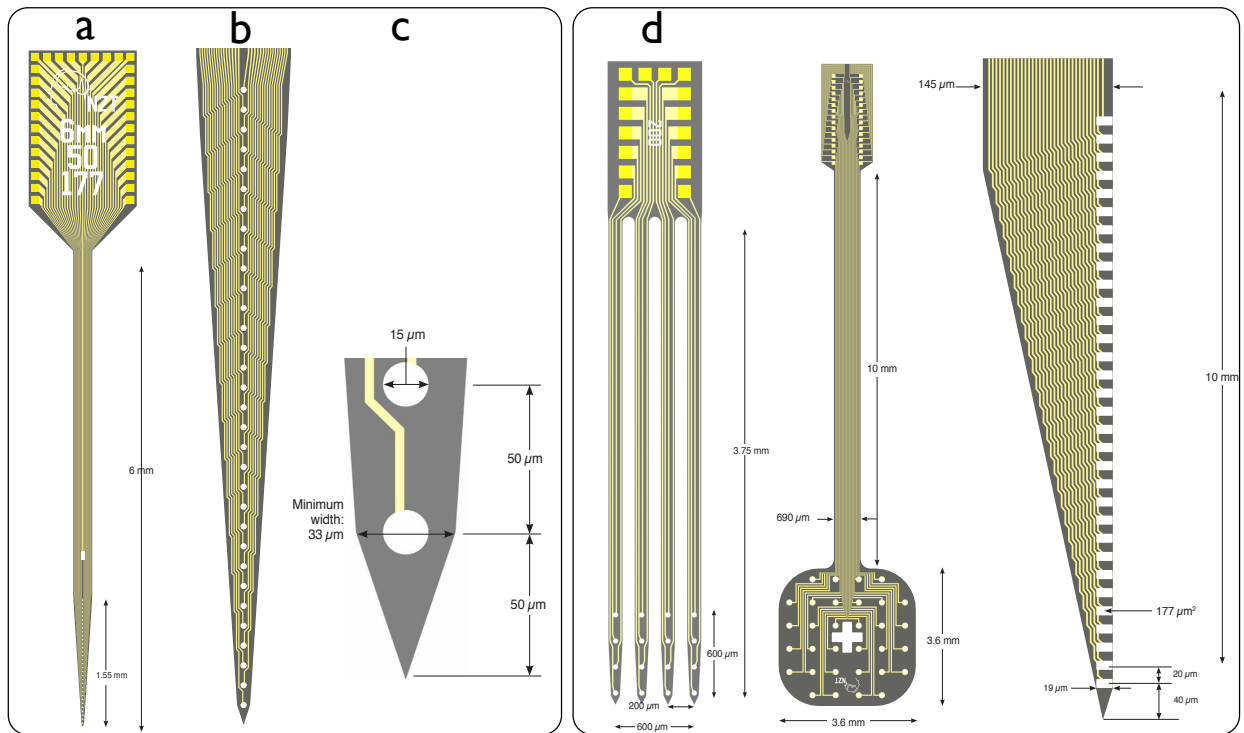 a
b
c
d
NZT
6mm
50
177
6 mm
1.55 mm
15 µm
50 µm
Minimum
width:
33 µm
50 µm
3.75 mm
600 µm
200 µm
600 µm
10 mm
690 µm
3.6 mm
NZT
3.6 mm
145 µm
10 mm
177 µm²
20 µm
19 µm
40 µm